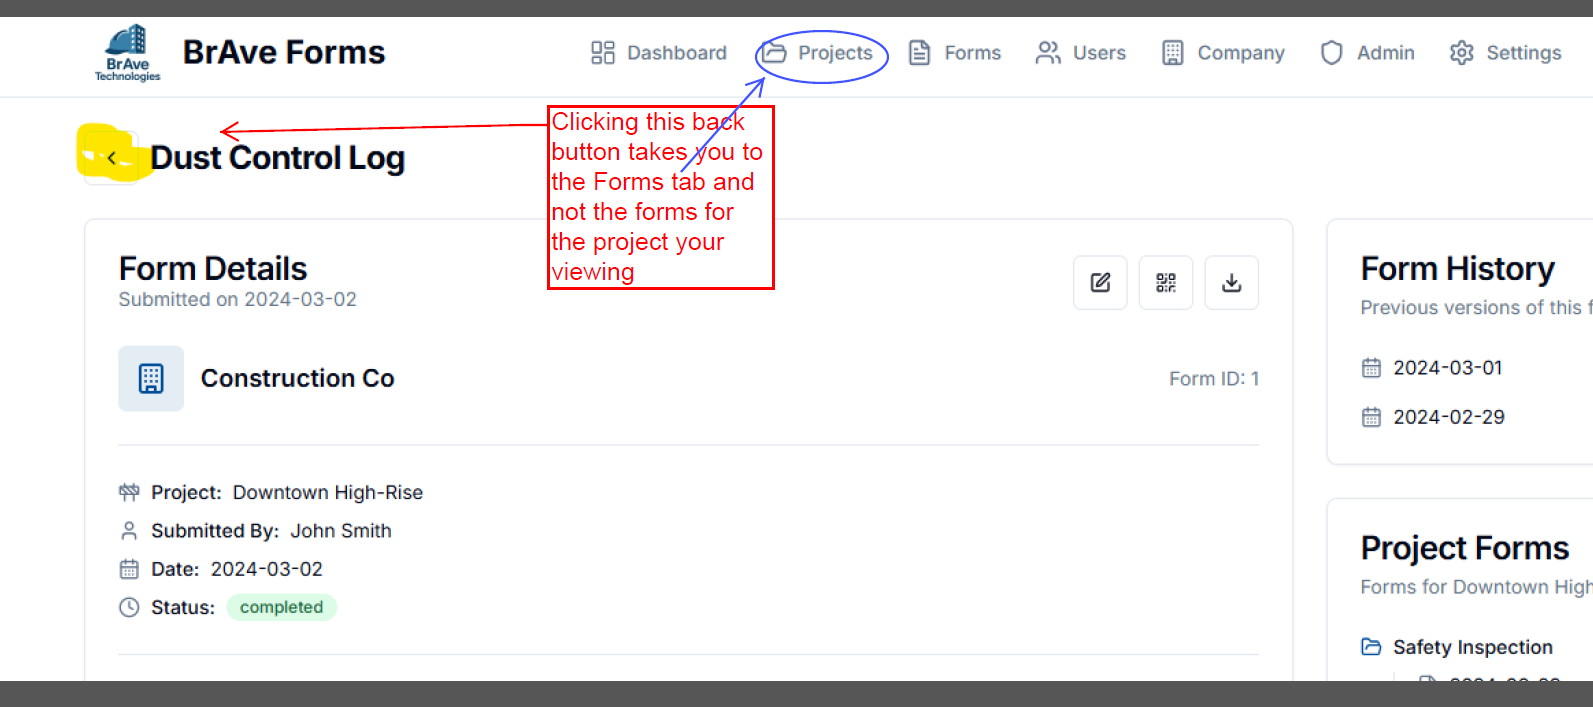 BrAve
Technologies
BrAve Forms
Dashboard
Projects
Forms
Users
Company
Admin
Settings
Dust Control Log
Clicking this back
button takes you to
the Forms tab and
not the forms for
the project your
viewing
Form Details
Submitted on 2024-03-02
Construction Co
Form ID: 1
Project: Downtown High-Rise
Submitted By: John Smith
Date: 2024-03-02
Status: completed
Form History
Previous versions of this f
2024-03-01
2024-02-29
Project Forms
Forms for Downtown High
Safety Inspection